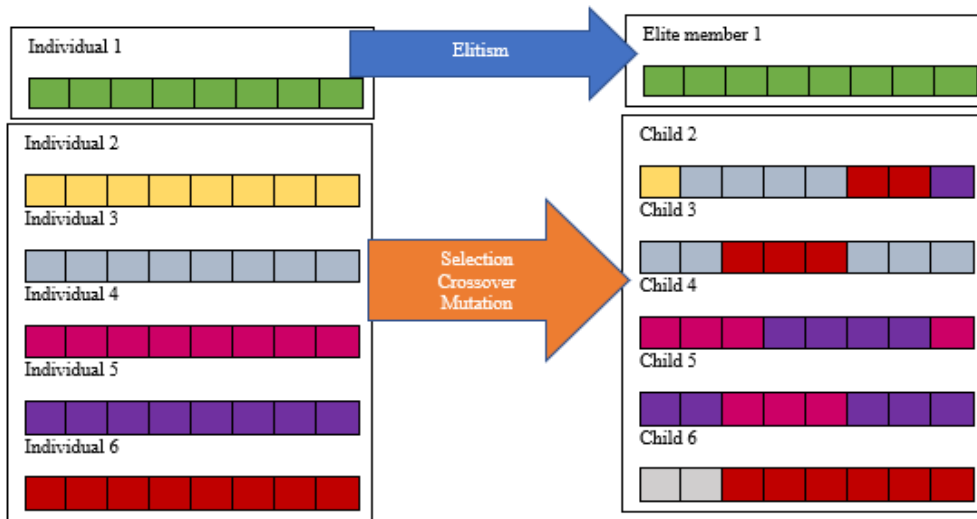 Individual 1
Elitism
Elite member 1
Individual 2
Individual 3
Individual 4
Individual 5
Individual 6
Selection
Crossover
Mutation
Child 2
Child 3
Child 4
Child 5
Child 6